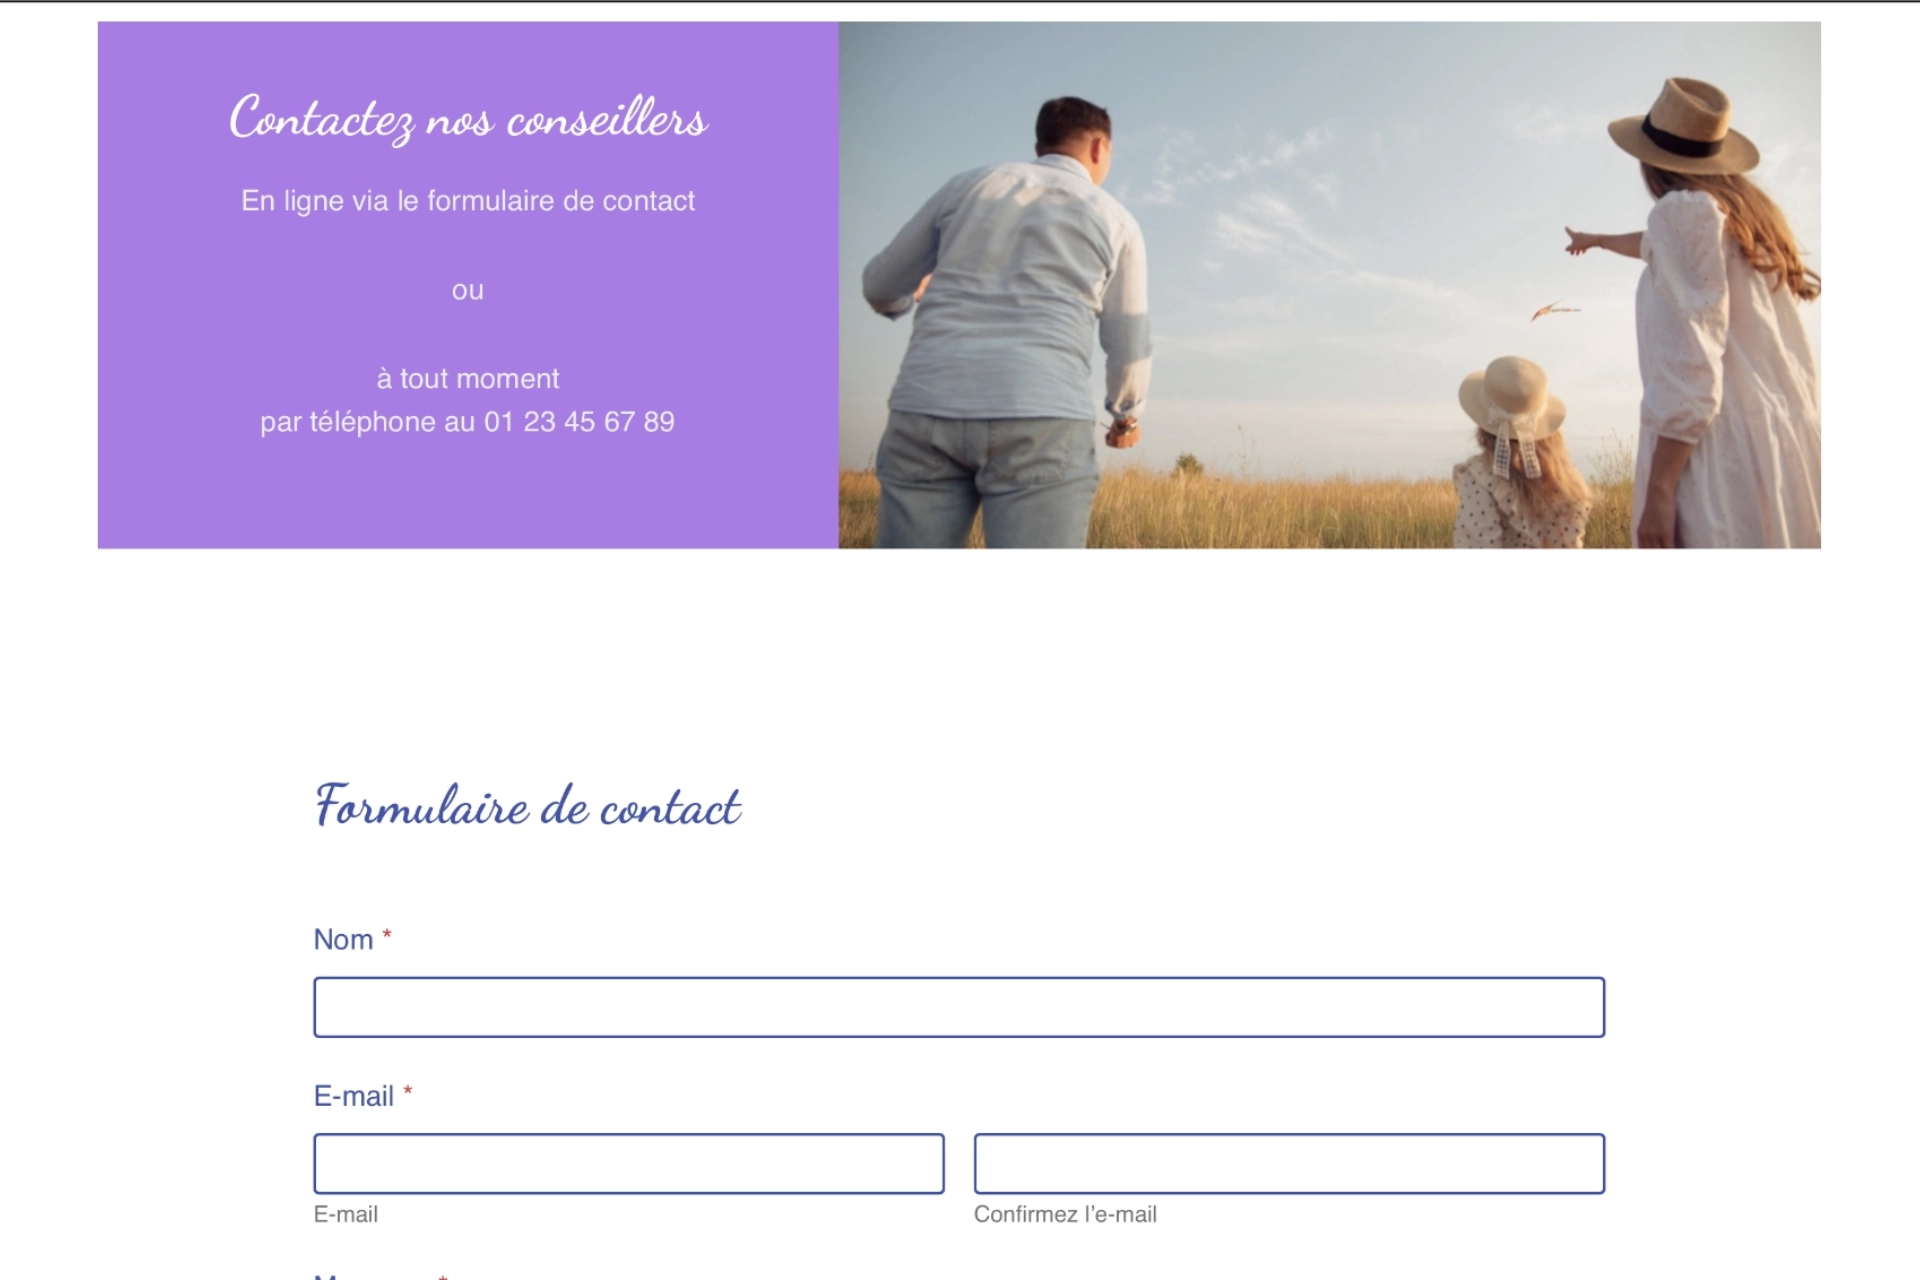 Contactez nos conseillers
En ligne via le formulaire de contact
ou
à tout moment
par téléphone au 01 23 45 67 89
Formulaire de contact
Nom *
E-mail *
E-mail
Confirmez l’e-mail